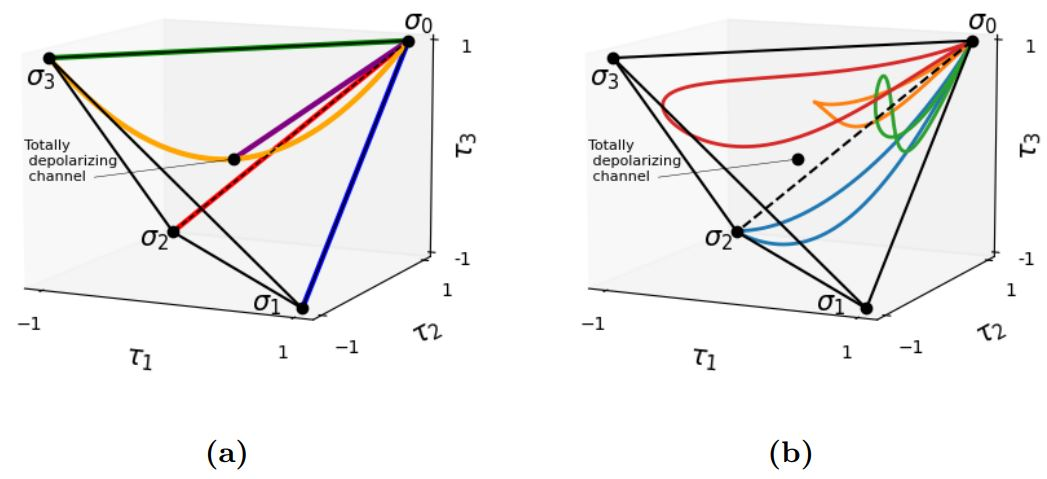 σ0
σ3
1
Totally
depolarizing
channel
τ3
σ2
-1
σ1
1
−1
τ2
1
−1
τ1
(a)
σ0
σ3
1
Totally
depolarizing
channel
τ3
σ2
-1
σ1
1
−1
τ2
1
−1
τ1
(b)